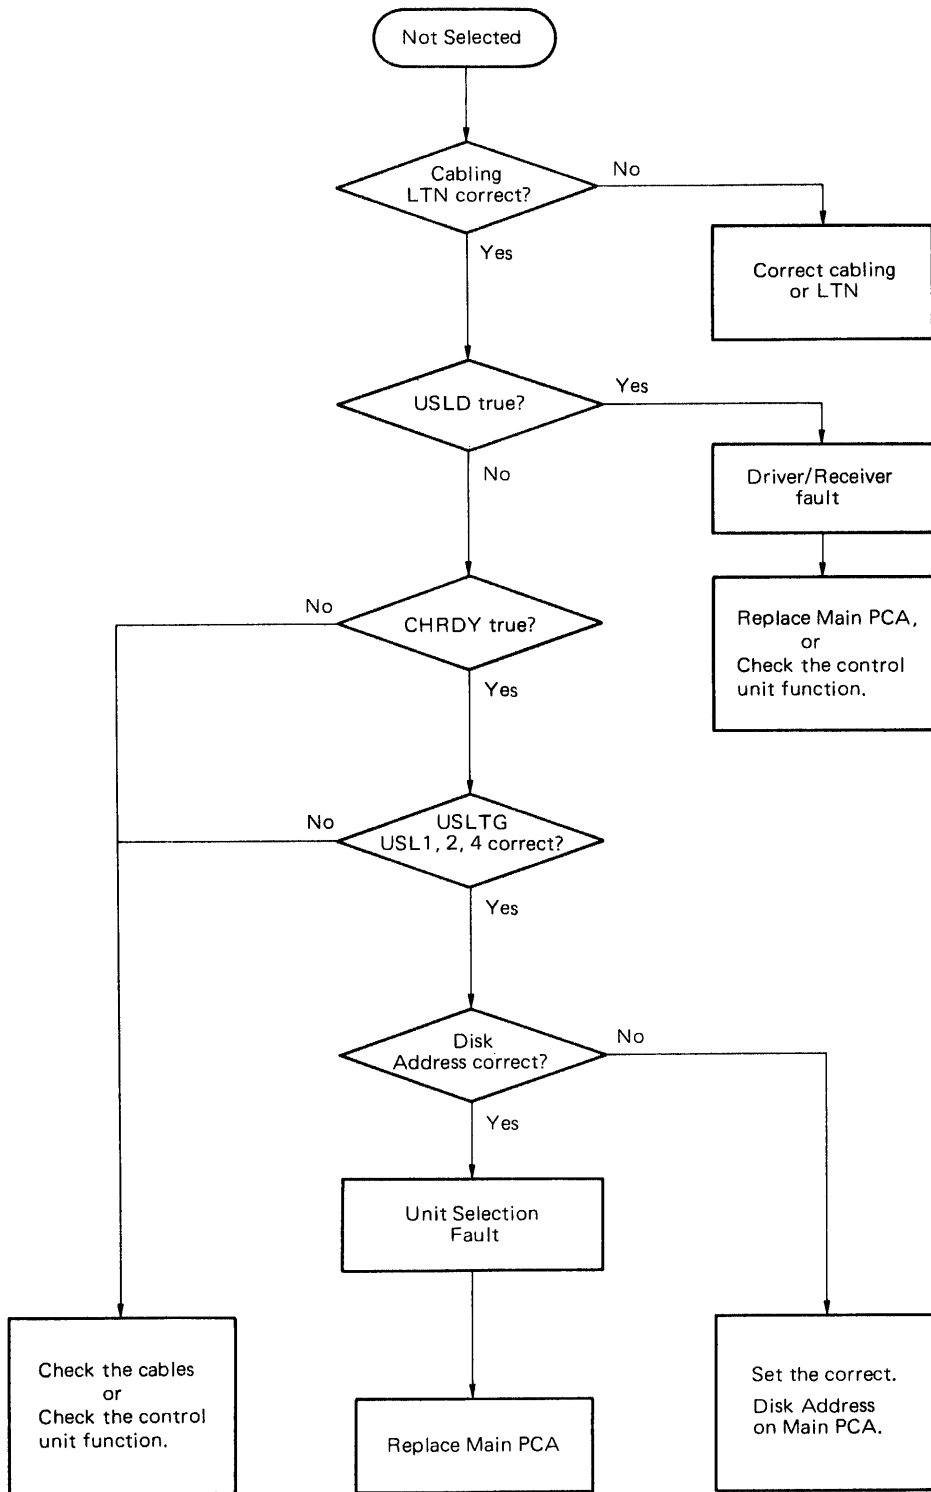 Not Selected
Cabling
LTN correct?
No
Yes
Correct cabling
or LTN
USLD true?
Yes
No
Driver/Receiver
fault
Replace Main PCA,
or
Check the control
unit function.
No
CHRDY true?
Yes
No
USLTG
USL1, 2, 4 correct?
Yes
Disk
Address correct?
No
Yes
Unit Selection
Fault
Check the cables
or
Check the control
unit function.
Replace Main PCA
Set the correct.
Disk Address
on Main PCA.